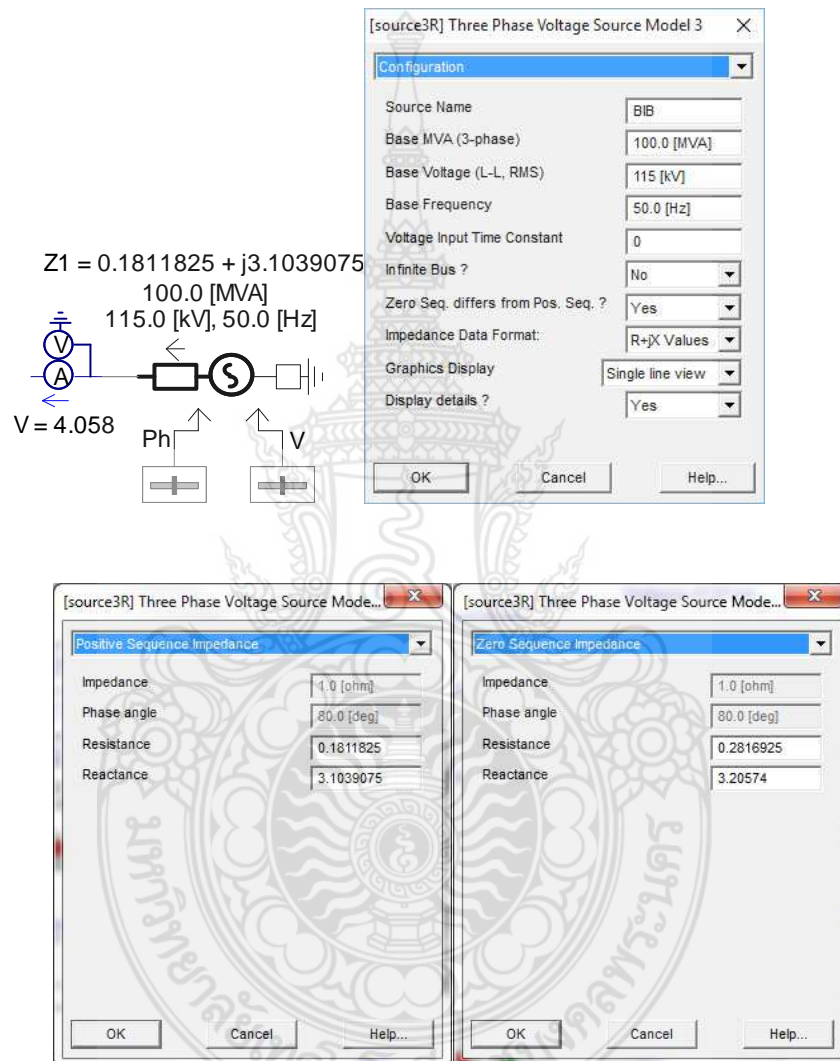 [source3R] Three Phase Voltage Source Model 3
Configuration
Source Name BIB
Base MVA (3-phase) 100.0 [MVA]
Base Voltage (L-L, RMS) 115 [kV]
Base Frequency 50.0 [Hz]
Voltage Input Time Constant 0
Infinite Bus ? No
Zero Seq. differs from Pos. Seq. ? Yes
Impedance Data Format: R+jX Values
Graphics Display Single line view
Display details ? Yes
OK Cancel Help...
Z1 = 0.1811825 + j3.1039075
100.0 [MVA]
115.0 [kV], 50.0 [Hz]
V
A
V = 4.058
Ph
V
[source3R] Three Phase Voltage Source Mode...
Positive Sequence Impedance
Impedance 1.0 [ohm]
Phase angle 80.0 [deg]
Resistance 0.1811825
Reactance 3.1039075
OK Cancel Help...
[source3R] Three Phase Voltage Source Mode...
Zero Sequence Impedance
Impedance 1.0 [ohm]
Phase angle 80.0 [deg]
Resistance 0.2816925
Reactance 3.20574
OK Cancel Help...